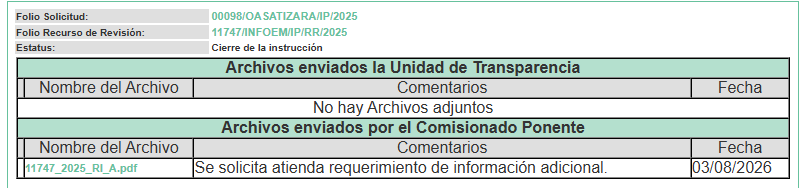 Folio Solicitud: 00098/OASATIZARA/IP/2025
Folio Recurso de Revisión: 11747/INFOEM/IP/RR/2025
Estatus: Cierre de la instrucción
Archivos enviados la Unidad de Transparencia
Nombre del Archivo Comentarios Fecha
No hay Archivos adjuntos
Archivos enviados por el Comisionado Ponente
Nombre del Archivo Comentarios Fecha
11747_2025_RI_A.pdf Se solicita atienda requerimiento de información adicional. 03/08/2026